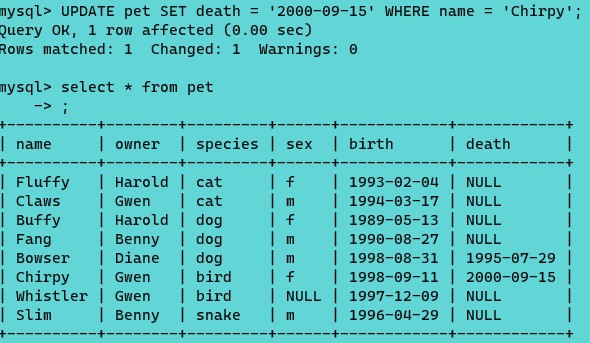 mysql> UPDATE pet SET death = '2000-09-15' WHERE name = 'Chirpy';
Query OK, 1 row affected (0.00 sec)
Rows matched: 1  Changed: 1  Warnings: 0

mysql> select * from pet
    -> ;
+----------+--------+---------+------+------------+------------+
| name     | owner  | species | sex  | birth      | death      |
+----------+--------+---------+------+------------+------------+
| Fluffy   | Harold | cat     | f    | 1993-02-04 | NULL       |
| Claws    | Gwen   | cat     | m    | 1994-03-17 | NULL       |
| Buffy    | Harold | dog     | f    | 1989-05-13 | NULL       |
| Fang     | Benny  | dog     | m    | 1990-08-27 | NULL       |
| Bowser   | Diane  | dog     | m    | 1998-08-31 | 1995-07-29 |
| Chirpy   | Gwen   | bird    | f    | 1998-09-11 | 2000-09-15 |
| Whistler | Gwen   | bird    | NULL | 1997-12-09 | NULL       |
| Slim     | Benny  | snake   | m    | 1996-04-29 | NULL       |
+----------+--------+---------+------+------------+------------+